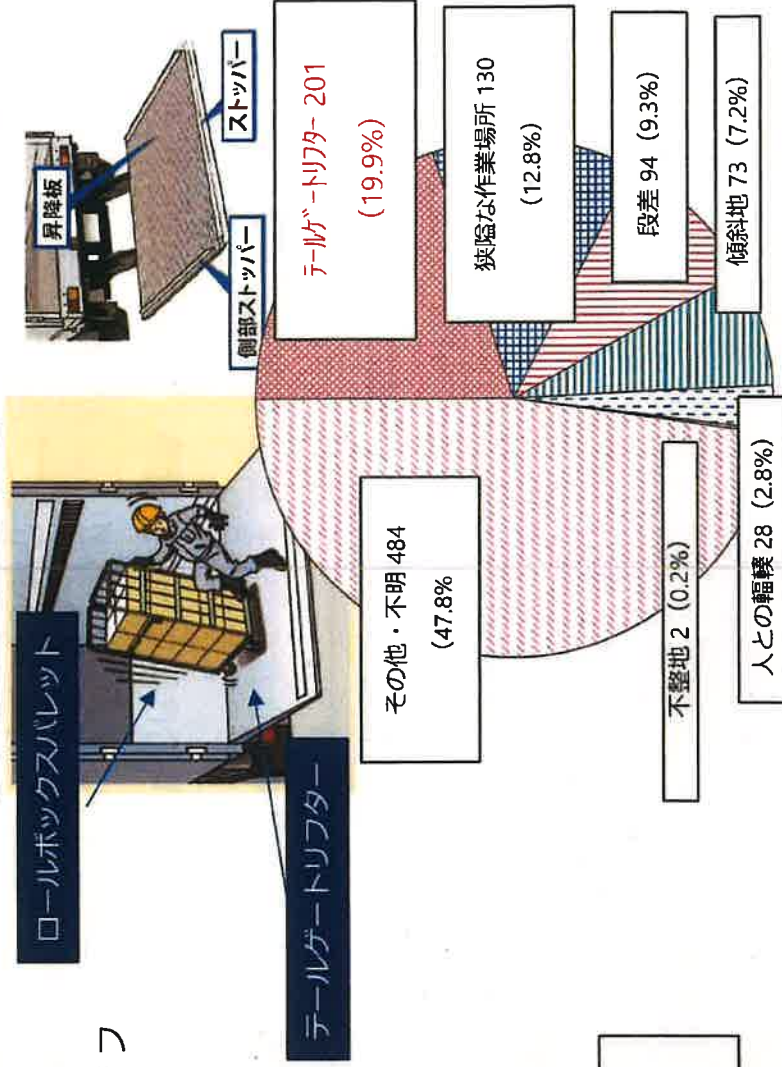 フ
ロールボックスパレット
テールゲートリフター
昇降板
側部ストッパー
ストッパー
テールゲートリフター 201
(19.9%)
狭隘な作業場所 130
(12.8%)
段差 94 (9.3%)
傾斜地 73 (7.2%)
人との輻輳 28 (2.8%)
不整地 2 (0.2%)
その他・不明 484
(47.8%